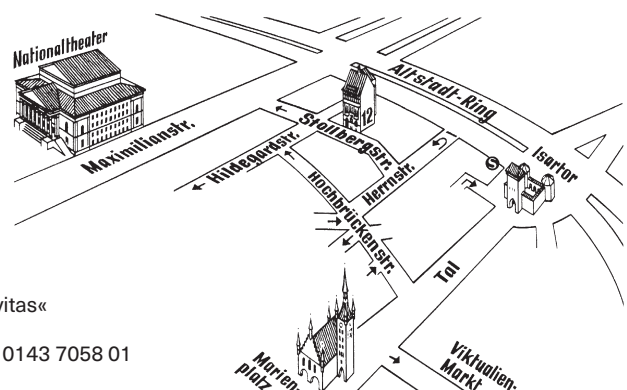 Nationaltheater
Maximilianstr.
Altstadt-Ring
12
Stollbergstr.
Hildegardstr.
Herrnstr.
S
Isartor
Hochbrückenstr.
Tal
vitas«
0143 7058 01
Marien-
platz
Viktualien-
Markt